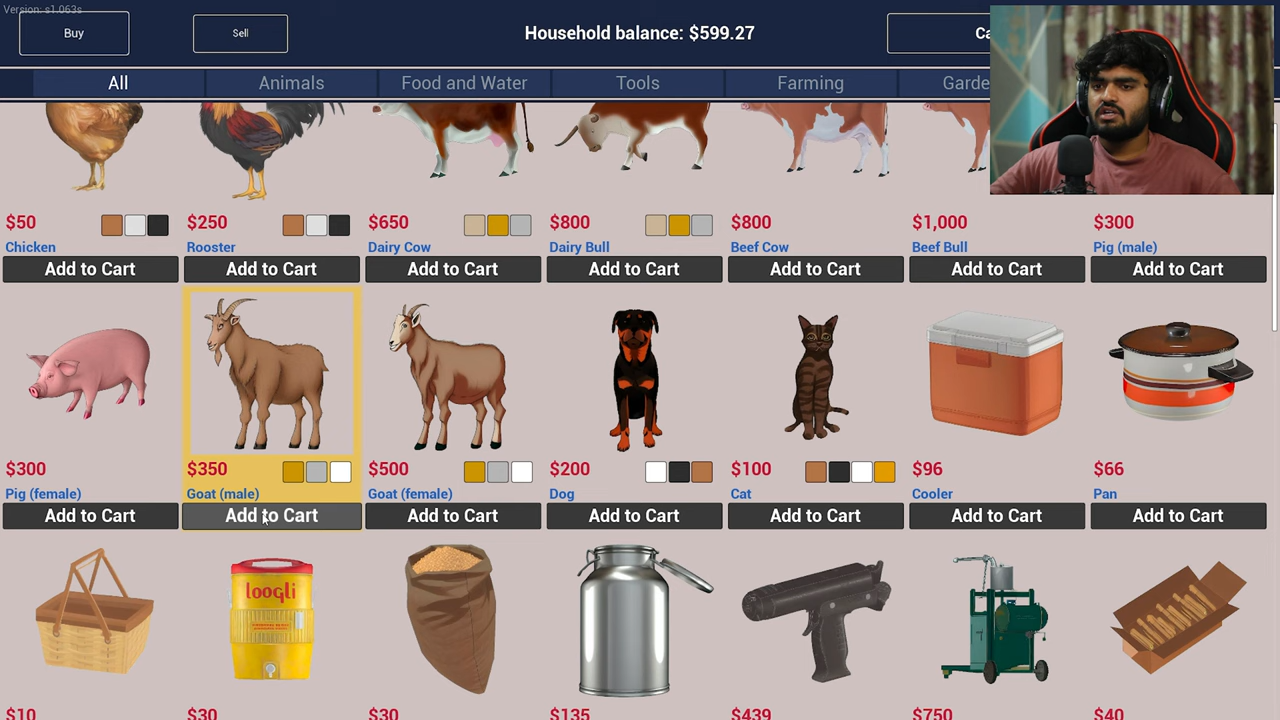 Version: s1.063s
Buy
Sell
Household balance: $599.27
Ca
All
Animals
Food and Water
Tools
Farming
Garde
$50
$250
$650
$800
$800
$1,000
$300
Chicken
Rooster
Dairy Cow
Dairy Bull
Beef Cow
Beef Bull
Pig (male)
Add to Cart
Add to Cart
Add to Cart
Add to Cart
Add to Cart
Add to Cart
Add to Cart
$300
$350
$500
$200
$100
$96
$66
Pig (female)
Goat (male)
Goat (female)
Dog
Cat
Cooler
Pan
Add to Cart
Add to Cart
Add to Cart
Add to Cart
Add to Cart
Add to Cart
Add to Cart
loogli
$10
$30
$30
$135
$439
$750
$40